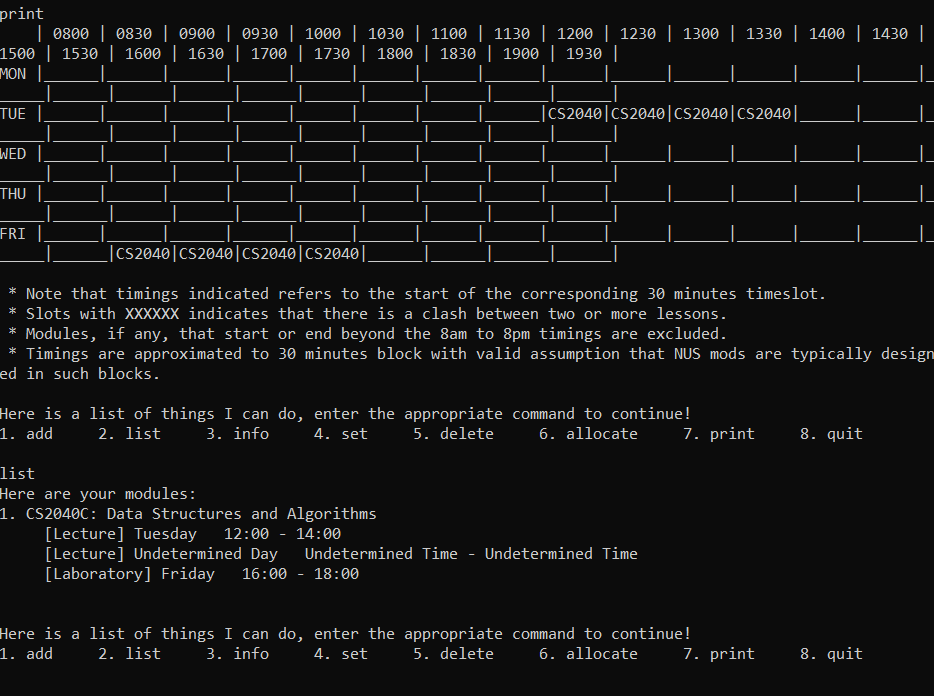 print
    | 0800 | 0830 | 0900 | 0930 | 1000 | 1030 | 1100 | 1130 | 1200 | 1230 | 1300 | 1330 | 1400 | 1430 |
1500 | 1530 | 1600 | 1630 | 1700 | 1730 | 1800 | 1830 | 1900 | 1930 |
MON |______|______|______|______|______|______|______|______|______|______|______|______|______|______|_
_____|______|______|______|______|______|______|______|______|______|
TUE |______|______|______|______|______|______|______|______|CS2040|CS2040|CS2040|CS2040|______|______|_
_____|______|______|______|______|______|______|______|______|______|
WED |______|______|______|______|______|______|______|______|______|______|______|______|______|______|_
_____|______|______|______|______|______|______|______|______|______|
THU |______|______|______|______|______|______|______|______|______|______|______|______|______|______|_
_____|______|______|______|______|______|______|______|______|______|
FRI |______|______|______|______|______|______|______|______|______|______|______|______|______|______|_
_____|______|CS2040|CS2040|CS2040|CS2040|______|______|______|______|
 * Note that timings indicated refers to the start of the corresponding 30 minutes timeslot.
 * Slots with XXXXXX indicates that there is a clash between two or more lessons.
 * Modules, if any, that start or end beyond the 8am to 8pm timings are excluded.
 * Timings are approximated to 30 minutes block with valid assumption that NUS mods are typically design
ed in such blocks.
Here is a list of things I can do, enter the appropriate command to continue!
1. add     2. list     3. info     4. set     5. delete     6. allocate     7. print     8. quit
list
Here are your modules:
1. CS2040C: Data Structures and Algorithms
     [Lecture] Tuesday   12:00 - 14:00
     [Lecture] Undetermined Day   Undetermined Time - Undetermined Time
     [Laboratory] Friday   16:00 - 18:00
Here is a list of things I can do, enter the appropriate command to continue!
1. add     2. list     3. info     4. set     5. delete     6. allocate     7. print     8. quit